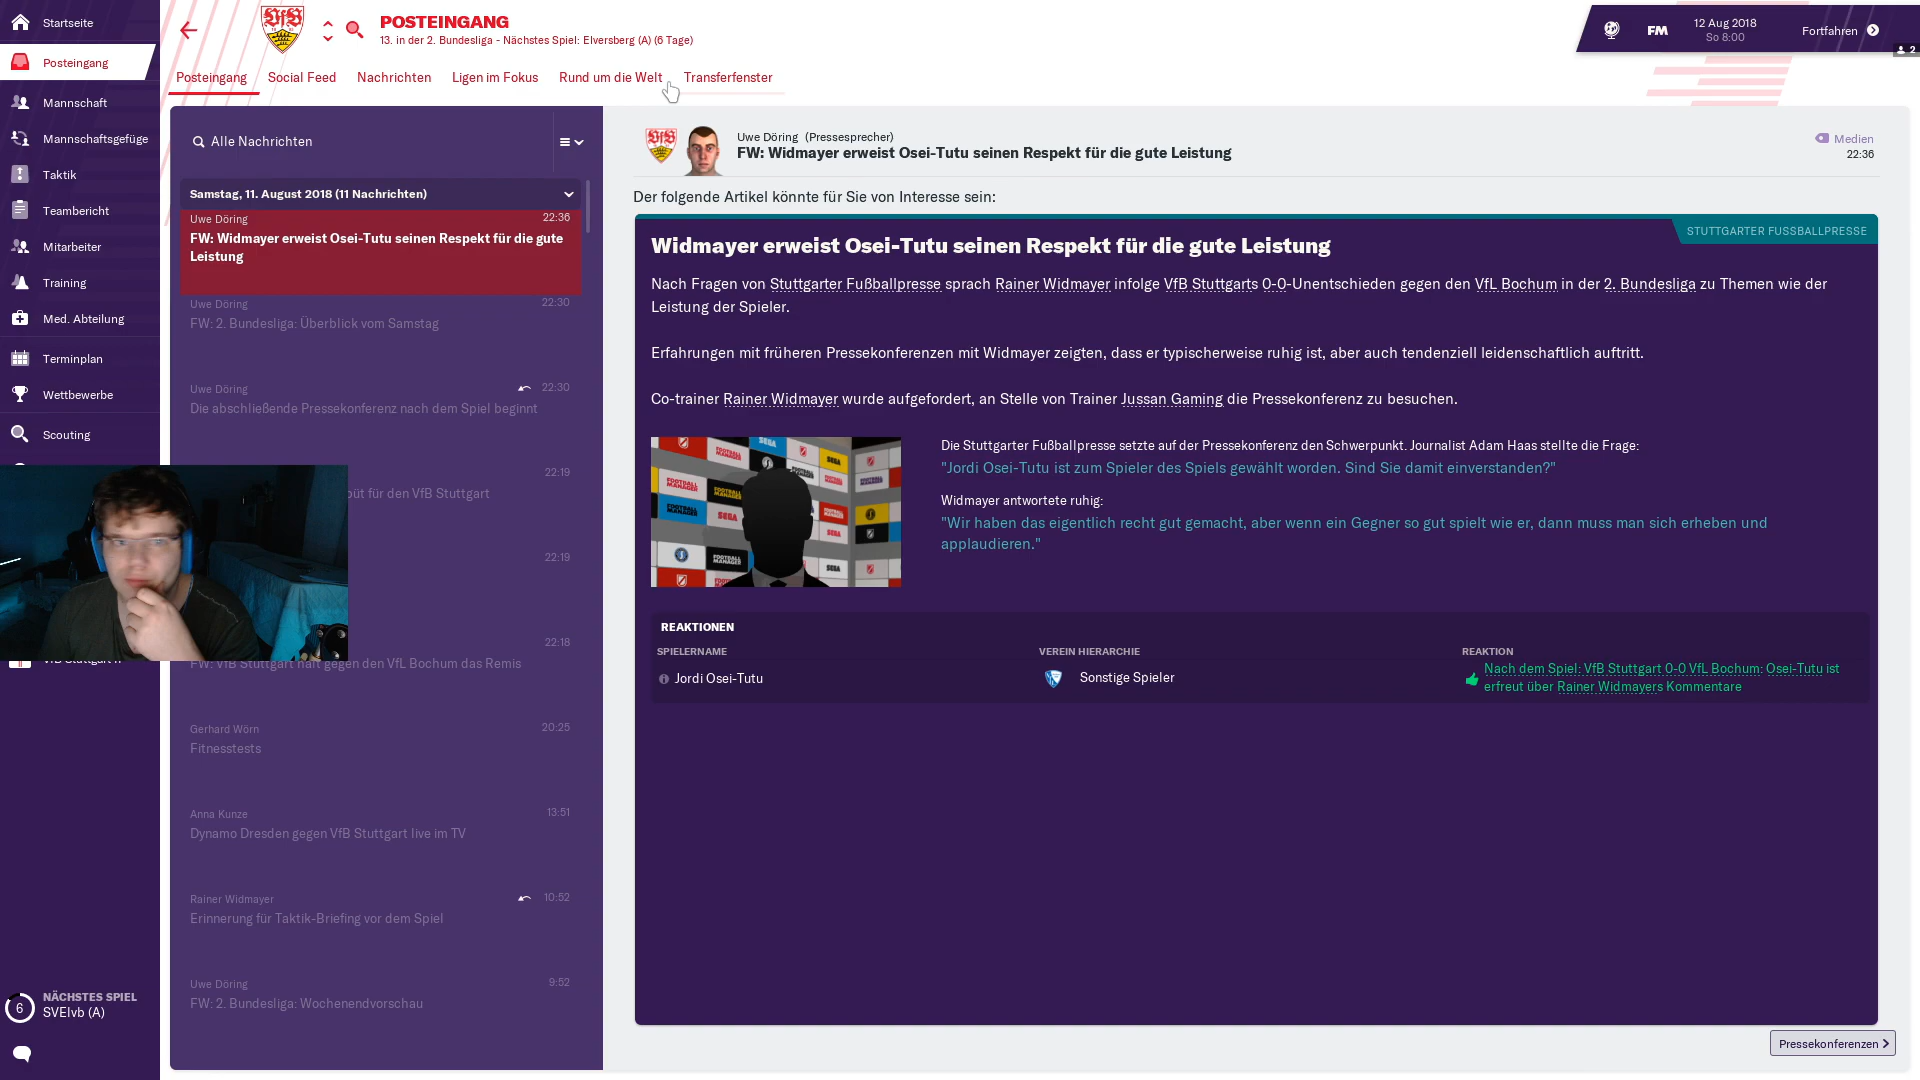 Startseite
Posteingang
Mannschaft
Mannschaftsgefüge
Taktik
Teambericht
Mitarbeiter
Training
Med. Abteilung
Terminplan
Wettbewerbe
Scouting
NÄCHSTES SPIEL
6
SVElvb (A)
POSTEINGANG
13. in der 2. Bundesliga - Nächstes Spiel: Elversberg (A) (6 Tage)
FM
12 Aug 2018
So 8:00
Fortfahren
2
Posteingang
Social Feed
Nachrichten
Ligen im Fokus
Rund um die Welt
Transferfenster
Alle Nachrichten
Samstag, 11. August 2018 (11 Nachrichten)
Uwe Döring
22:36
FW: Widmayer erweist Osei-Tutu seinen Respekt für die gute
Leistung
Uwe Döring
22:30
FW: 2. Bundesliga: Überblick vom Samstag
Uwe Döring
22:30
Die abschließende Pressekonferenz nach dem Spiel beginnt
22:19
für den VfB Stuttgart
22:19
22:18
FW: VfB Stuttgart hält gegen den VfL Bochum das Remis
Gerhard Wörn
20:25
Fitnesstests
Anna Kunze
13:51
Dynamo Dresden gegen VfB Stuttgart live im TV
Rainer Widmayer
10:52
Erinnerung für Taktik-Briefing vor dem Spiel
Uwe Döring
9:52
FW: 2. Bundesliga: Wochenendvorschau
Uwe Döring (Pressesprecher)
FW: Widmayer erweist Osei-Tutu seinen Respekt für die gute Leistung
Medien
22:36
Der folgende Artikel könnte für Sie von Interesse sein:
STUTTGARTER FUSSBALLPRESSE
Widmayer erweist Osei-Tutu seinen Respekt für die gute Leistung
Nach Fragen von Stuttgarter Fußballpresse sprach Rainer Widmayer infolge VfB Stuttgarts 0-0-Unentschieden gegen den VfL Bochum in der 2. Bundesliga zu Themen wie der
Leistung der Spieler.
Erfahrungen mit früheren Pressekonferenzen mit Widmayer zeigten, dass er typischerweise ruhig ist, aber auch tendenziell leidenschaftlich auftritt.
Co-trainer Rainer Widmayer wurde aufgefordert, an Stelle von Trainer Jussan Gaming die Pressekonferenz zu besuchen.
Die Stuttgarter Fußballpresse setzte auf der Pressekonferenz den Schwerpunkt. Journalist Adam Haas stellte die Frage:
"Jordi Osei-Tutu ist zum Spieler des Spiels gewählt worden. Sind Sie damit einverstanden?"
Widmayer antwortete ruhig:
"Wir haben das eigentlich recht gut gemacht, aber wenn ein Gegner so gut spielt wie er, dann muss man sich erheben und
applaudieren."
REAKTIONEN
SPIELERNAME
VEREIN HIERARCHIE
REAKTION
Jordi Osei-Tutu
Sonstige Spieler
Nach dem Spiel: VfB Stuttgart 0-0 VfL Bochum: Osei-Tutu ist
erfreut über Rainer Widmayers Kommentare
Pressekonferenzen